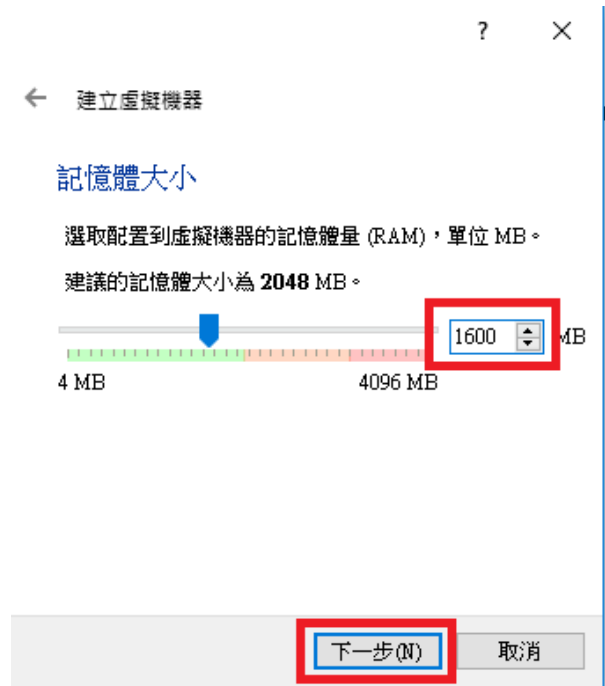 ?
建立虛擬機器
記憶體大小
選取配置到虛擬機器的記憶體量 (RAM)，單位 MB。
建議的記憶體大小為 2048 MB。
1600 MB
4 MB 4096 MB
下一步(N) 取消